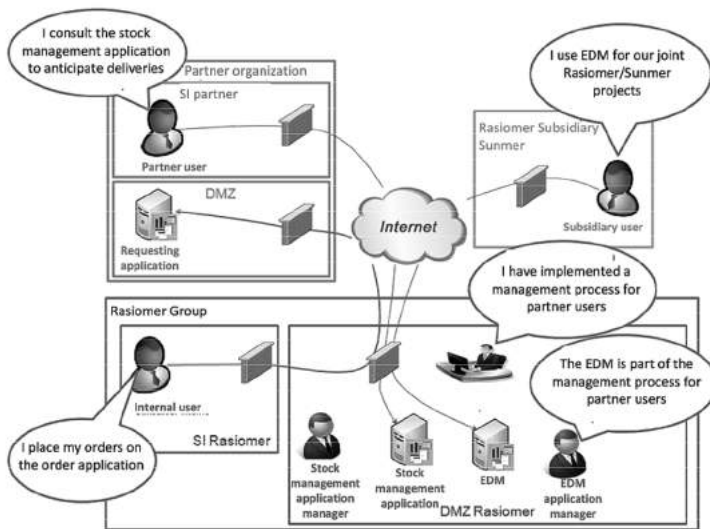 I consult the stock
management application
to anticipate deliveries
Partner organization
SI partner
Partner user
DMZ
Requesting
application
Internet
I use EDM for our joint
Rasiomer/Sunmer
projects
Rasiomer Subsidiary
Sunmer
Subsidiary user
I have implemented a
management process for
partner users
Rasiomer Group
Internal user
SI Rasiomer
I place my orders on
the order application
The EDM is part of the
management process for
partner users
Stock
management
application
manager
Stock
management
application
EDM
EDM
application
manager
DMZ Rasiomer